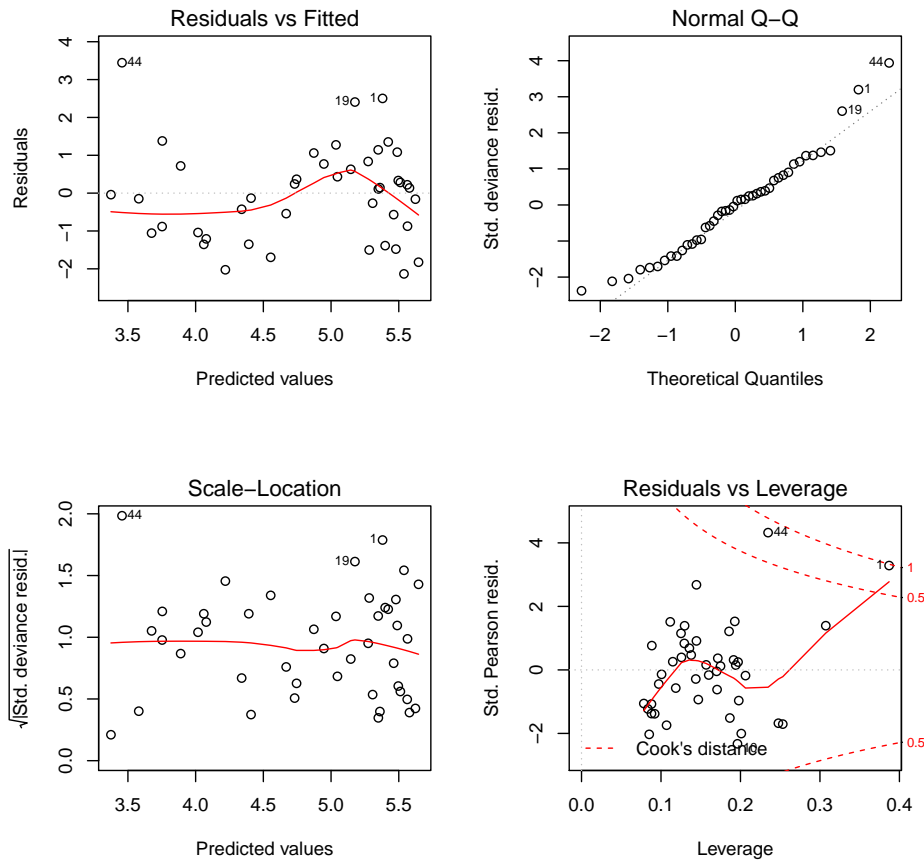 Residuals vs Fitted
Residuals
−2 −1 0 1 2 3 4
44
19
1
3.5 4.0 4.5 5.0 5.5
Predicted values
Normal Q−Q
Std. deviance resid.
−2 0 2 4
44
1
19
−2 −1 0 1 2
Theoretical Quantiles
Scale−Location
√|Std. deviance resid.|
0.0 0.5 1.0 1.5 2.0
44
19
1
3.5 4.0 4.5 5.0 5.5
Predicted values
Residuals vs Leverage
Std. Pearson resid.
−2 0 2 4
44
1
1
0.5
0.5
10
Cook's distance
0.0 0.1 0.2 0.3 0.4
Leverage